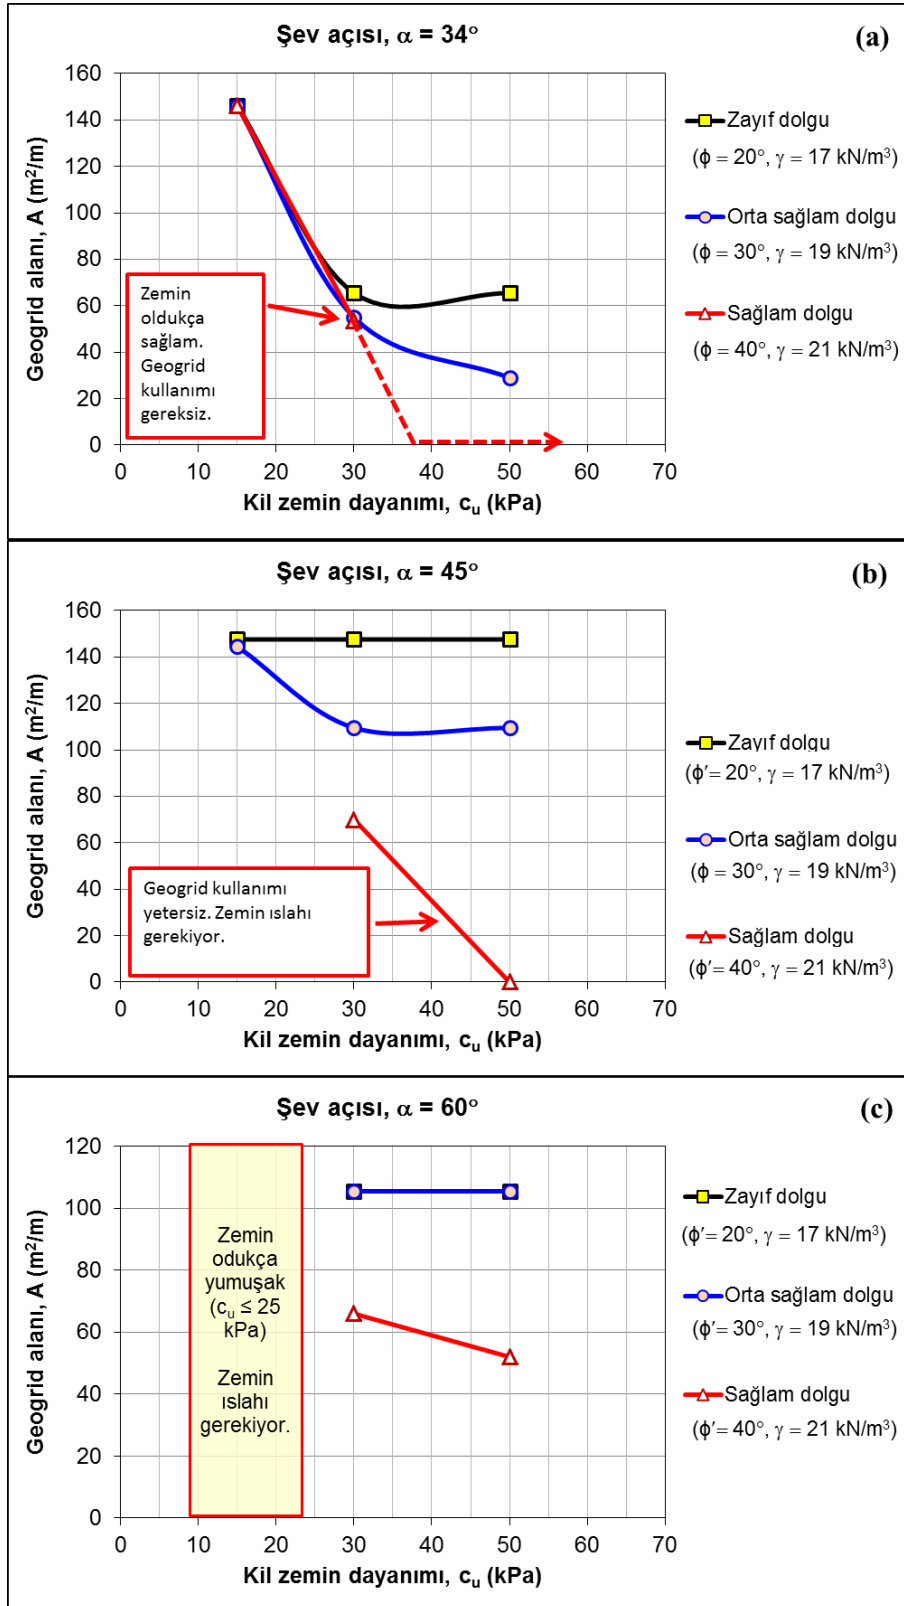 Şev açısı, α = 34°
(a)
Geogrid alanı, A (m²/m)
160
140
120
100
80
60
40
20
0
0 10 20 30 40 50 60 70
Kil zemin dayanımı, cᵤ (kPa)
Zemin
oldukça
sağlam.
Geogrid
kullanımı
gereksiz.
Zayıf dolgu
(ϕ = 20°, γ = 17 kN/m³)
Orta sağlam dolgu
(ϕ = 30°, γ = 19 kN/m³)
Sağlam dolgu
(ϕ = 40°, γ = 21 kN/m³)
Şev açısı, α = 45°
(b)
Geogrid alanı, A (m²/m)
160
140
120
100
80
60
40
20
0
0 10 20 30 40 50 60 70
Kil zemin dayanımı, cᵤ (kPa)
Geogrid kullanımı
yetersiz. Zemin ıslahı
gerekiyor.
Zayıf dolgu
(ϕ′= 20°, γ = 17 kN/m³)
Orta sağlam dolgu
(ϕ = 30°, γ = 19 kN/m³)
Sağlam dolgu
(ϕ′= 40°, γ = 21 kN/m³)
Şev açısı, α = 60°
(c)
Geogrid alanı, A (m²/m)
120
100
80
60
40
20
0
0 10 20 30 40 50 60 70
Kil zemin dayanımı, cᵤ (kPa)
Zemin
odukça
yumuşak
(cᵤ ≤ 25
kPa)
Zemin
ıslahı
gerekiyor.
Zayıf dolgu
(ϕ′= 20°, γ = 17 kN/m³)
Orta sağlam dolgu
(ϕ′= 30°, γ = 19 kN/m³)
Sağlam dolgu
(ϕ′= 40°, γ = 21 kN/m³)